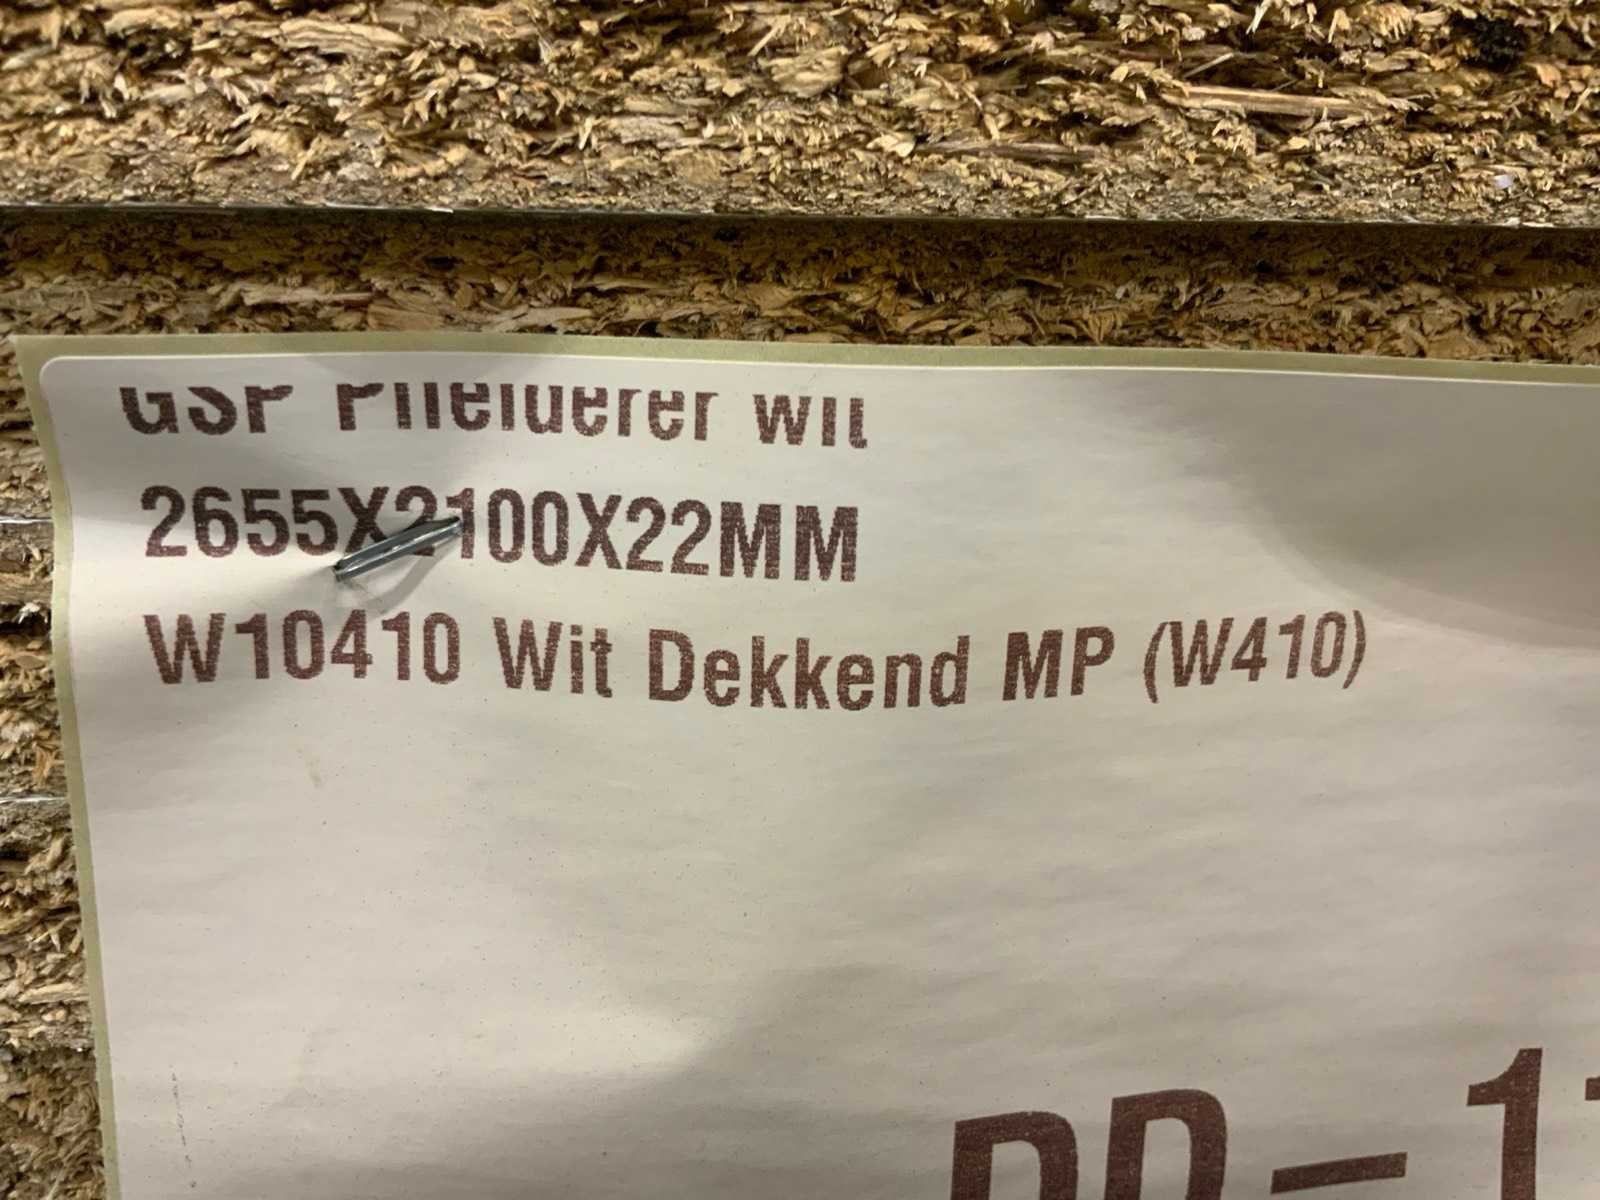 GSP Pfleiderer wit
2655X2100X22MM
W10410 Wit Dekkend MP (W410)